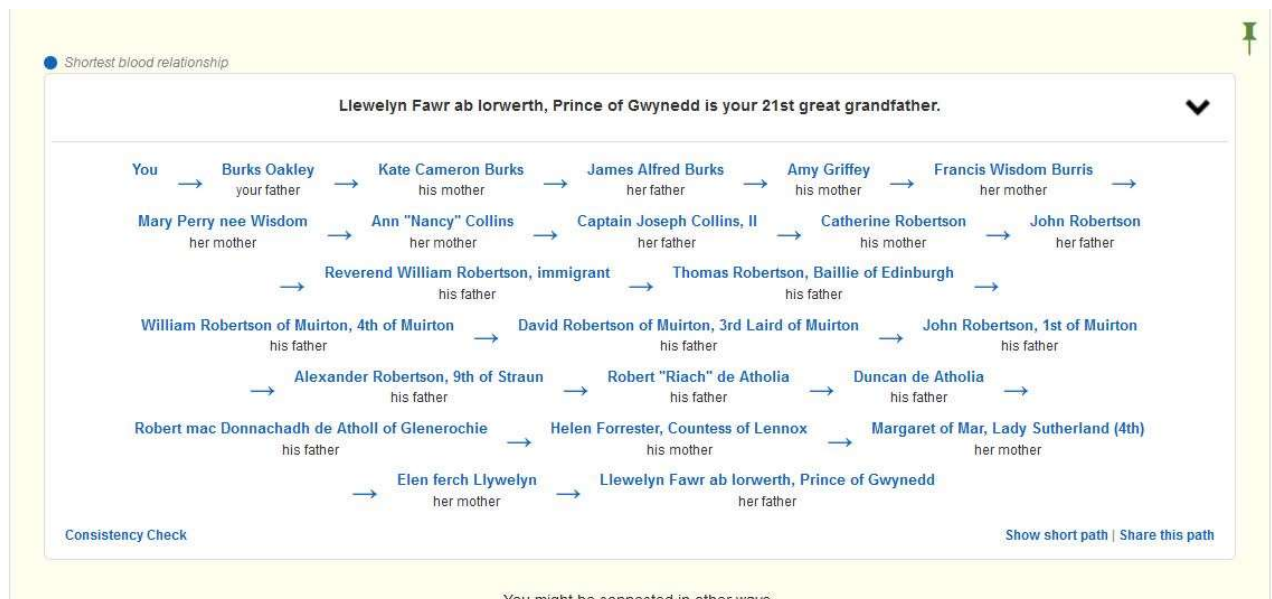 Shortest blood relationship
Llewelyn Fawr ab Iorwerth, Prince of Gwynedd is your 21st great grandfather.
You → Burks Oakley → Kate Cameron Burks → James Alfred Burks → Amy Griffey → Francis Wisdom Burris →
your father his mother her father his mother her mother
Mary Perry nee Wisdom → Ann "Nancy" Collins → Captain Joseph Collins, II → Catherine Robertson → John Robertson
her mother her mother her father his mother her father
→ Reverend William Robertson, immigrant → Thomas Robertson, Baillie of Edinburgh →
his father his father
William Robertson of Muirton, 4th of Muirton → David Robertson of Muirton, 3rd Laird of Muirton → John Robertson, 1st of Muirton
his father his father his father
→ Alexander Robertson, 9th of Straun → Robert "Riach" de Atholia → Duncan de Atholia →
his father his father his father
Robert mac Donnachadh de Atholl of Glenerochie → Helen Forrester, Countess of Lennox → Margaret of Mar, Lady Sutherland (4th)
his father his mother her mother
→ Elen ferch Llywelyn → Llewelyn Fawr ab Iorwerth, Prince of Gwynedd
her mother her father
Consistency Check Show short path | Share this path
You might be connected in other ways